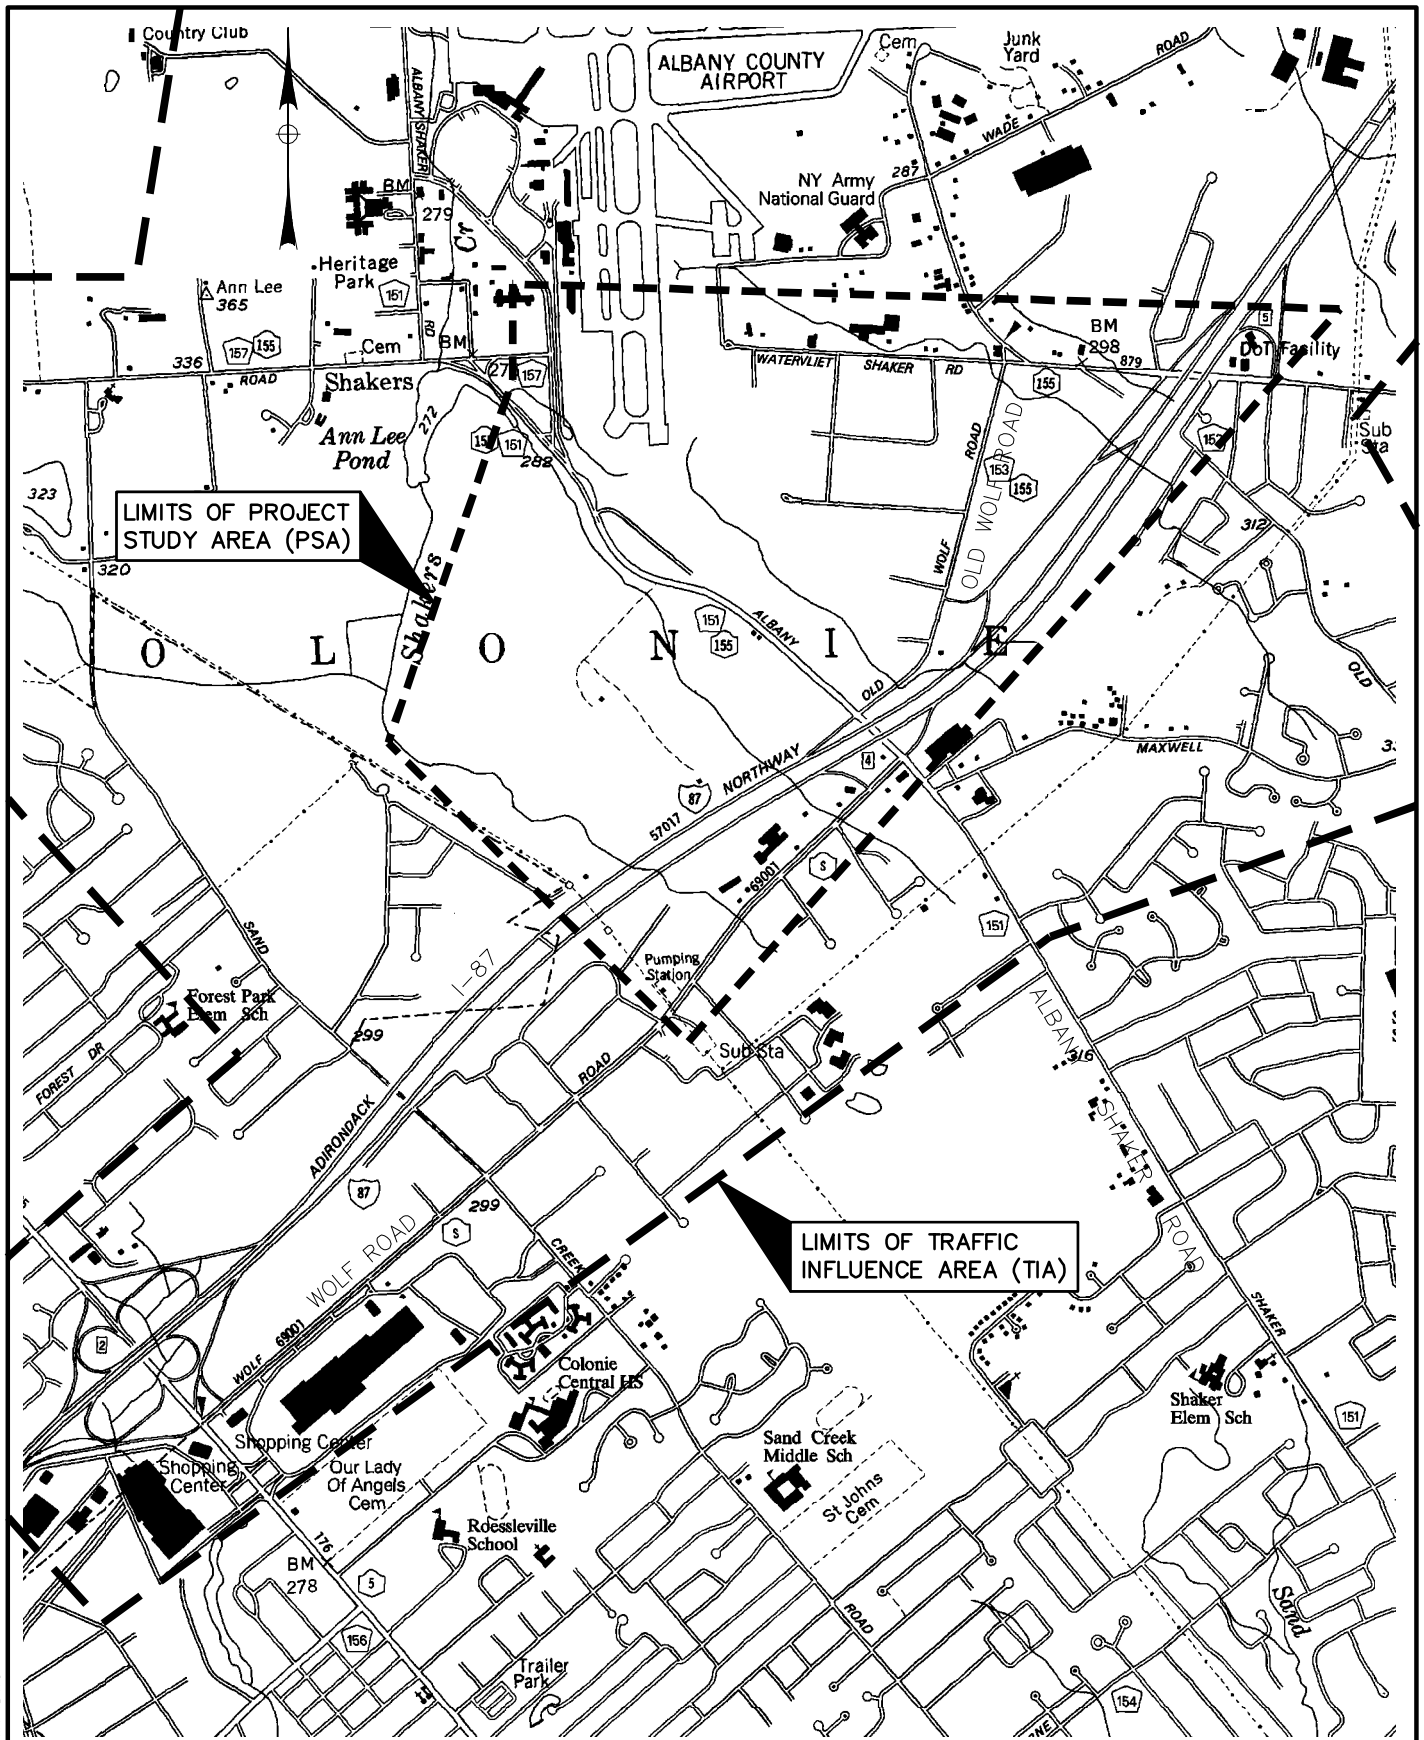 Country Club
ALBANY SHAKER
RD
ALBANY COUNTY
AIRPORT
Cem
Junk
Yard
WADE
ROAD
287
NY Army
National Guard
BM
279
Cr
Heritage
Park
151
Ann Lee
365
157
155
336
ROAD
Cem
BM
Shakers
157
272
Ann Lee
Pond
151
282
WATERVLIET SHAKER RD
BM
298
879
155
5
DoT Facility
Sub
Sta
152
312
323
320
LIMITS OF PROJECT
STUDY AREA (PSA)
Shakers
ROAD
WOLF
OLD WOLF ROAD
153
155
O L O N I E
151
155
ALBANY
OLD
OLD
MAXWELL
4
NORTHWAY
87
57017
69001
S
151
SAND
I-87
Pumping
Station
Forest Park
Elem Sch
299
FOREST DR
ROAD
Sub Sta
ALBANY
316
SHAKER
ROAD
ADIRONDACK
87
299
S
WOLF ROAD
CREEK
LIMITS OF TRAFFIC
INFLUENCE AREA (TIA)
SHAKER
2
WOLF
69001
Colonie
Central HS
Shaker
Elem Sch
151
Shopping Center
Shopping
Center
Our Lady
Of Angels
Cem
Sand Creek
Middle Sch
St Johns
Cem
Roessleville
School
176
BM
278
5
156
ROAD
Sand
Trailer
Park
154